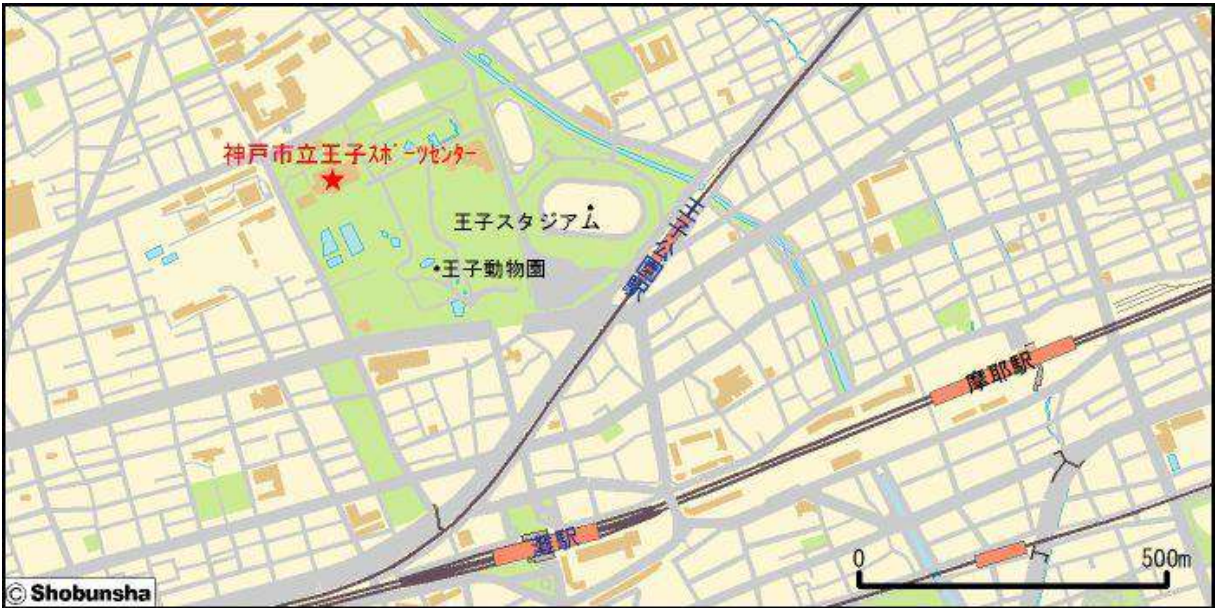 神戸市立王子スポーツセンター
王子スタジアム
王子公園駅
王子動物園
摩耶駅
灘駅
0 500m
© Shobunsha